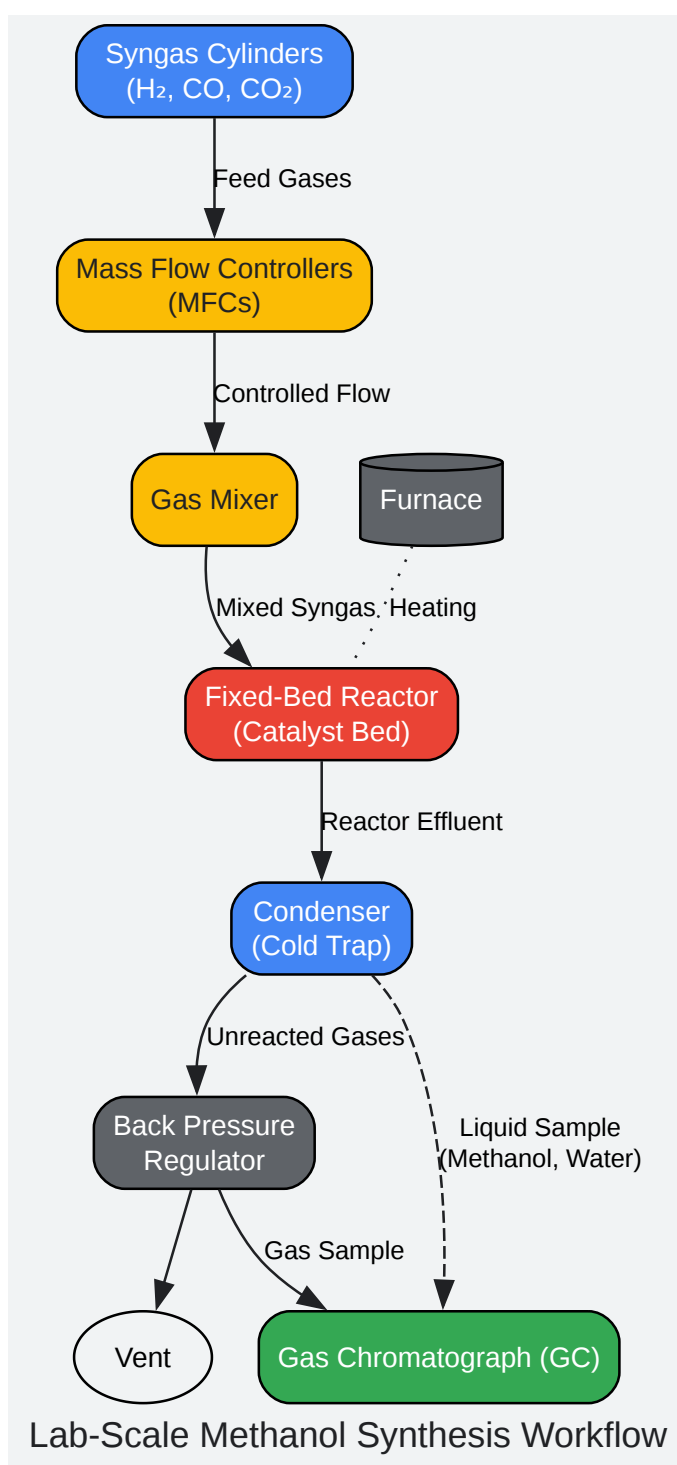 Syngas Cylinders
(H₂, CO, CO₂)
Feed Gases
Mass Flow Controllers
(MFCs)
Controlled Flow
Gas Mixer
Furnace
Mixed Syngas
Heating
Fixed-Bed Reactor
(Catalyst Bed)
Reactor Effluent
Condenser
(Cold Trap)
Unreacted Gases
Back Pressure
Regulator
Liquid Sample
(Methanol, Water)
Gas Sample
Vent
Gas Chromatograph (GC)
Lab-Scale Methanol Synthesis Workflow